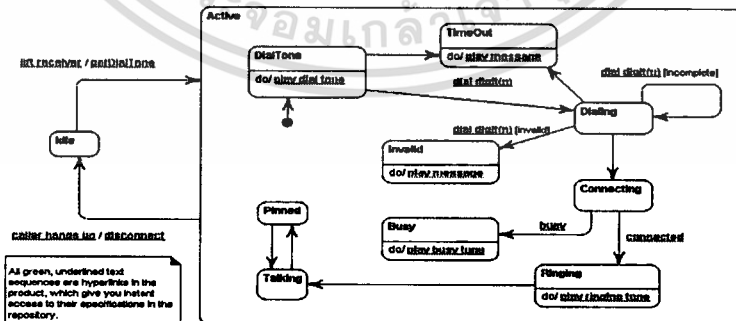 Active
TimeOut
do/ play message
DialTone
do/ play dial tone
lift receiver / getDialTone
dial digit(n)
dial digit(n) [incomplete]
Dialing
Idle
dial digit(n) [invalid]
Invalid
do/ play message
Connecting
Pinned
Busy
do/ play busy tone
busy
connected
caller hangs up / disconnect
Talking
Ringing
do/ play ringing tone
All green, underlined text
sequences are hyperlinks in the
product, which give you instant
access to their specifications in the
repository.